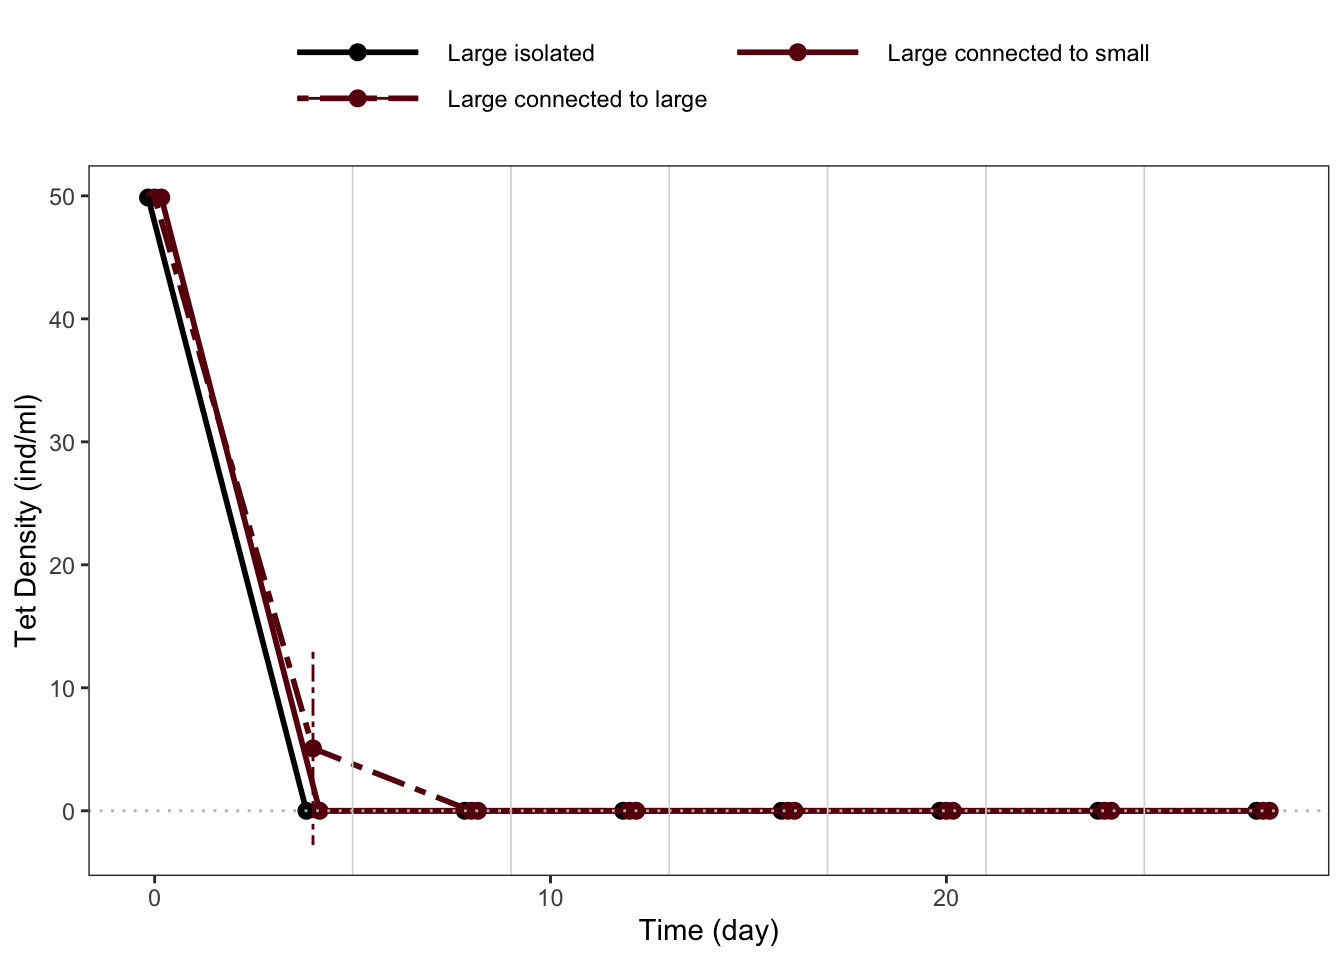 Large isolated
Large connected to small
Large connected to large
50
40
30
20
10
0
Tet Density (ind/ml)
0
10
20
Time (day)